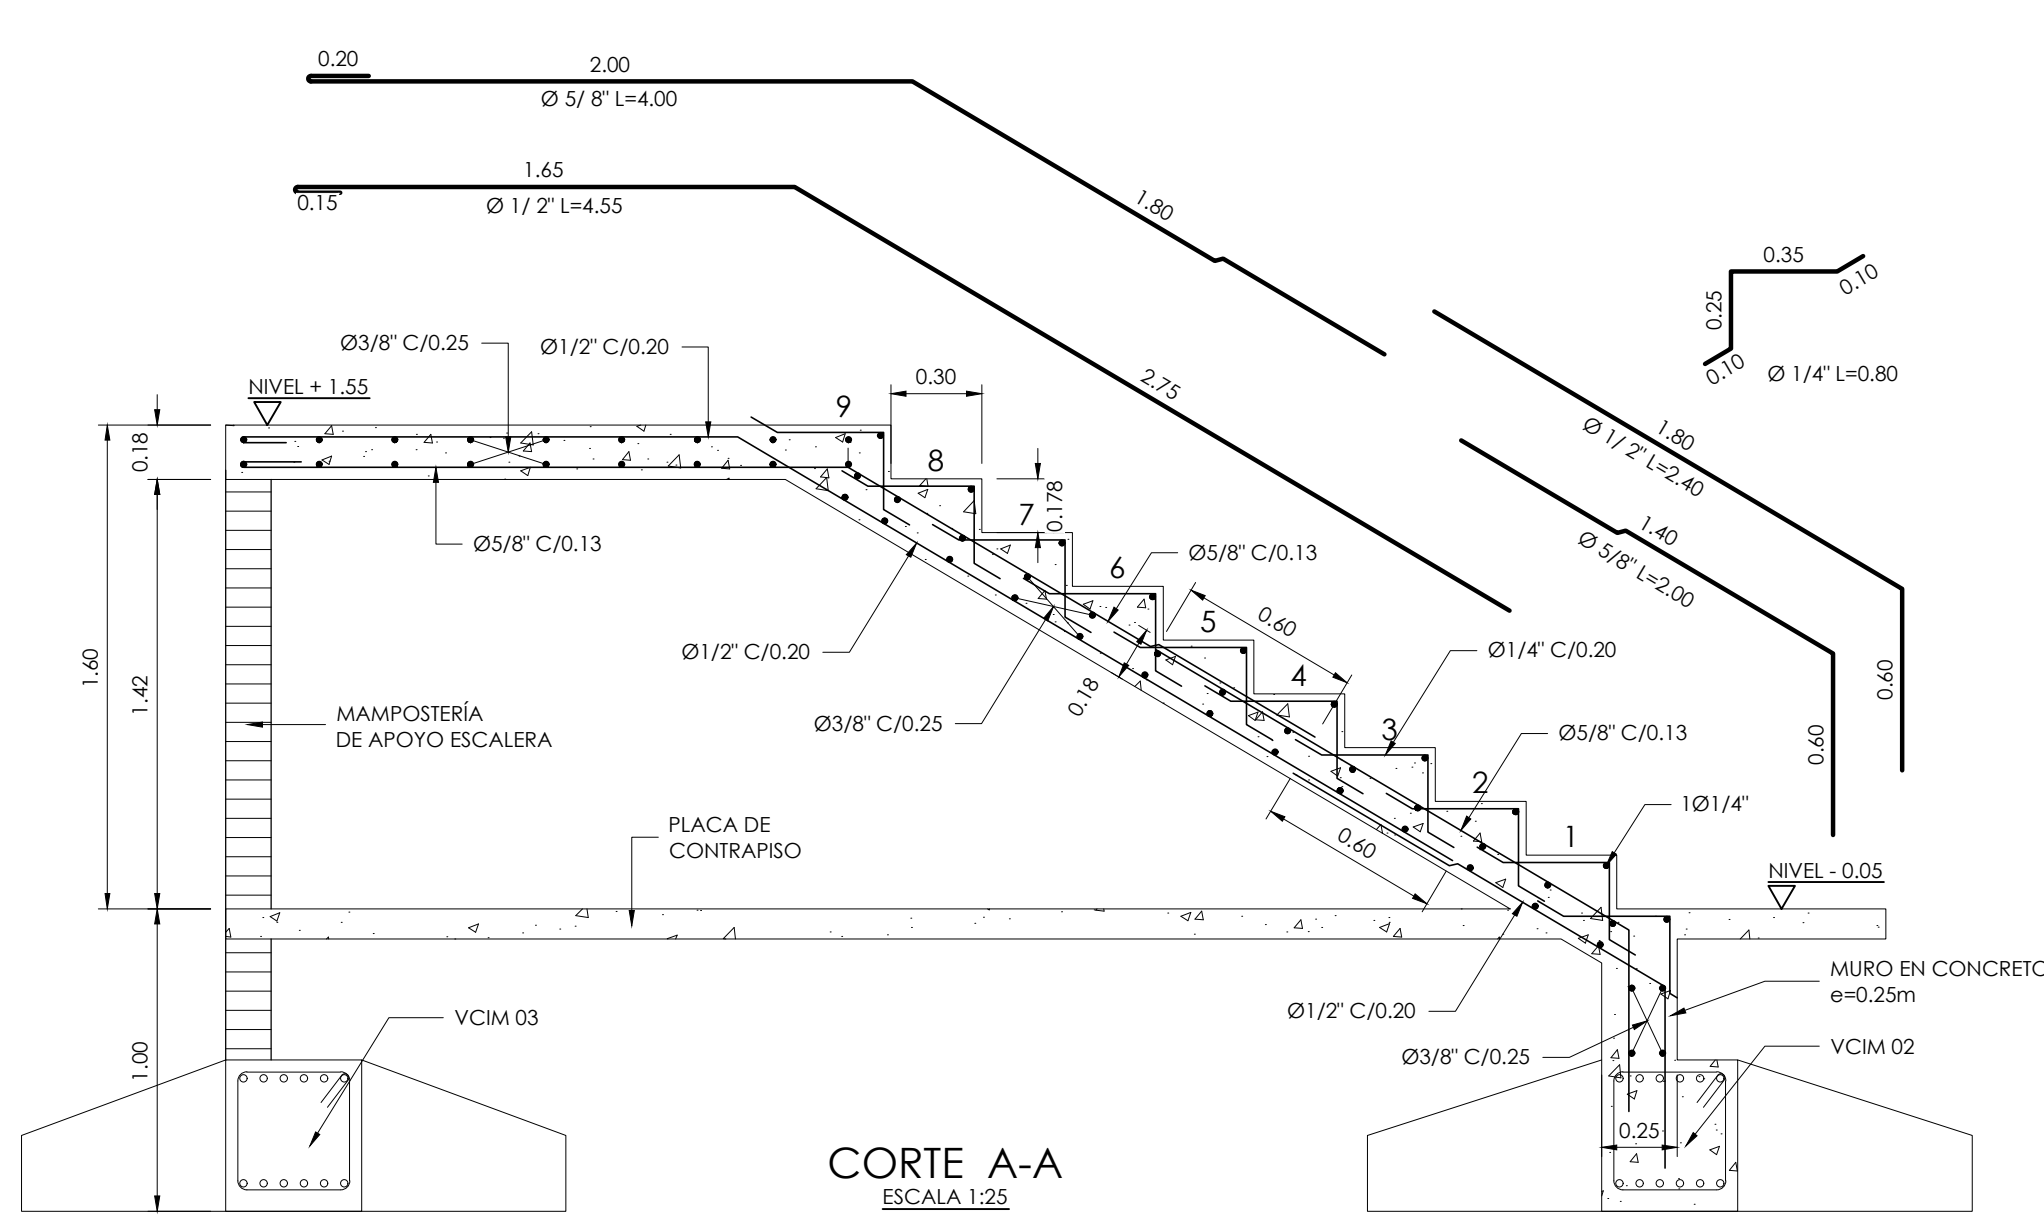 0.20
2.00
Ø 5/ 8" L=4.00
1.65
0.15
Ø 1/ 2" L=4.55
1.80
2.75
0.35
0.25
0.10
0.10
Ø 1/4" L=0.80
1.80
Ø 1/ 2" L=2.40
0.60
1.40
Ø 5/8" L=2.00
0.60
Ø3/8" C/0.25
Ø1/2" C/0.20
NIVEL + 1.55
0.30
9
8
7
6
5
4
3
2
1
0.178
0.18
1.60
1.42
1.00
Ø5/8" C/0.13
Ø5/8" C/0.13
0.60
Ø1/2" C/0.20
Ø1/4" C/0.20
0.18
Ø3/8" C/0.25
Ø5/8" C/0.13
MAMPOSTERÍA
DE APOYO ESCALERA
1Ø1/4"
PLACA DE
CONTRAPISO
0.60
NIVEL - 0.05
MURO EN CONCRETO
e=0.25m
Ø1/2" C/0.20
VCIM 03
Ø3/8" C/0.25
VCIM 02
0.25
CORTE A-A
ESCALA 1:25